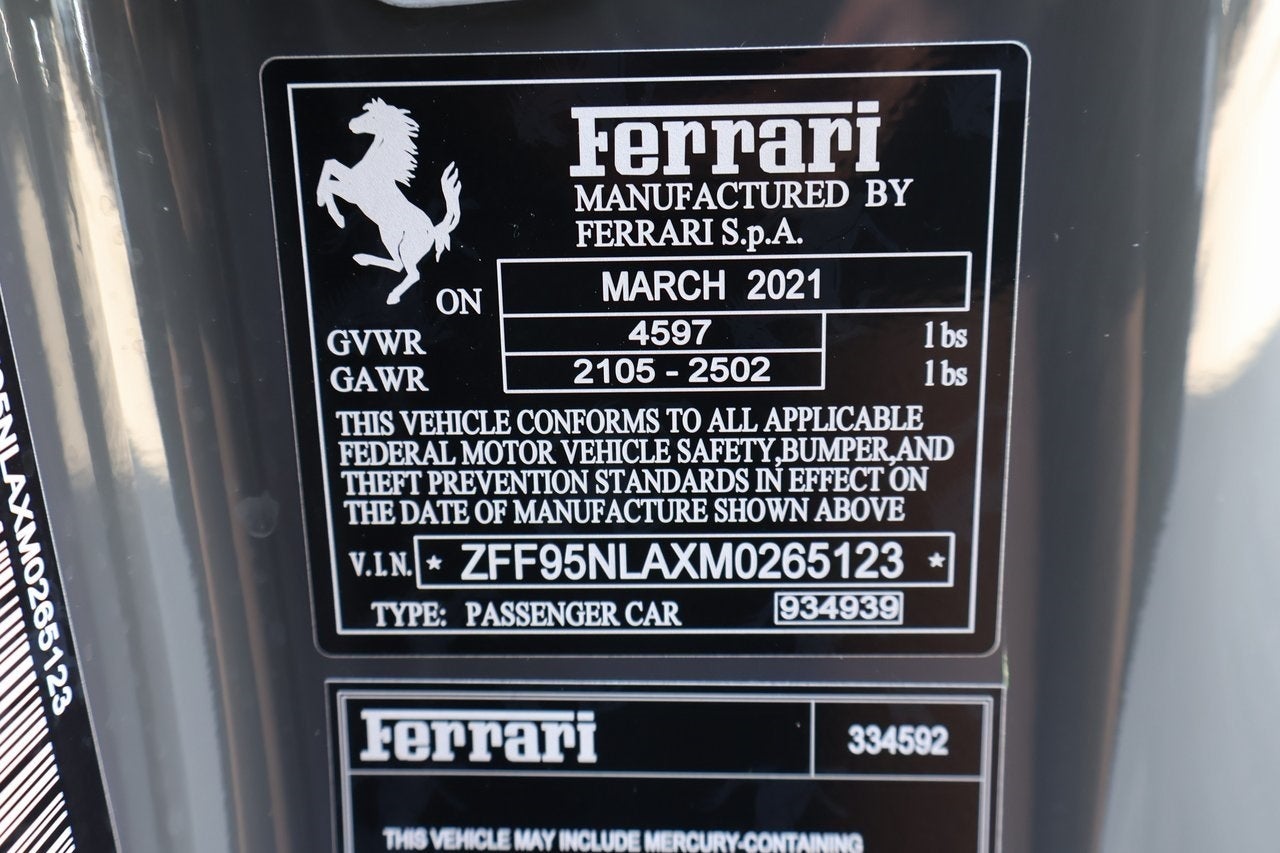 Ferrari
MANUFACTURED BY
FERRARI S.p.A.
ON MARCH 2021
GVWR 4597 lbs
GAWR 2105 - 2502 lbs
THIS VEHICLE CONFORMS TO ALL APPLICABLE
FEDERAL MOTOR VEHICLE SAFETY,BUMPER,AND
THEFT PREVENTION STANDARDS IN EFFECT ON
THE DATE OF MANUFACTURE SHOWN ABOVE
V.I.N. * ZFF95NLAXM0265123 *
TYPE: PASSENGER CAR 934939
Ferrari 334592
THIS VEHICLE MAY INCLUDE MERCURY-CONTAINING
95NLAXM0265123